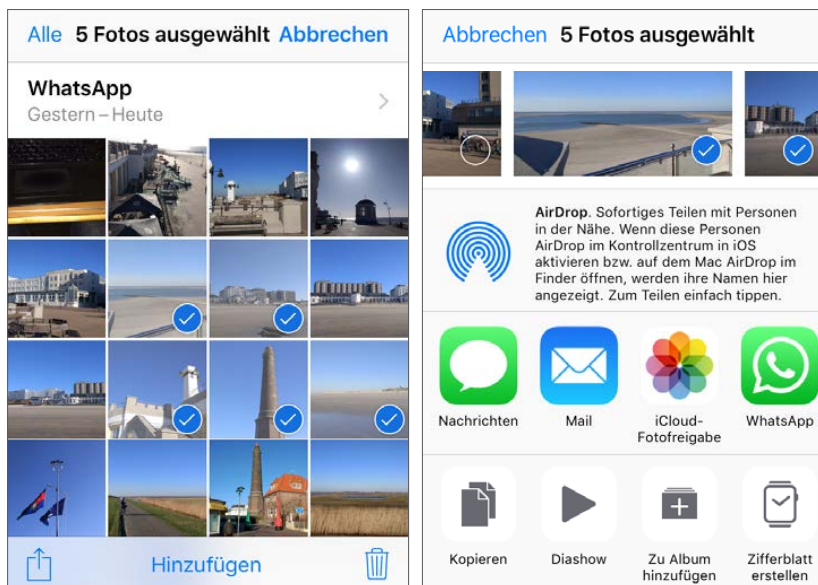 Alle 5 Fotos ausgewählt Abbrechen
WhatsApp
Gestern – Heute
Hinzufügen
Abbrechen 5 Fotos ausgewählt
AirDrop. Sofortiges Teilen mit Personen
in der Nähe. Wenn diese Personen
AirDrop im Kontrollzentrum in iOS
aktivieren bzw. auf dem Mac AirDrop im
Finder öffnen, werden ihre Namen hier
angezeigt. Zum Teilen einfach tippen.
Nachrichten
Mail
iCloud-
Fotofreigabe
WhatsApp
Kopieren
Diashow
Zu Album
hinzufügen
Zifferblatt
erstellen